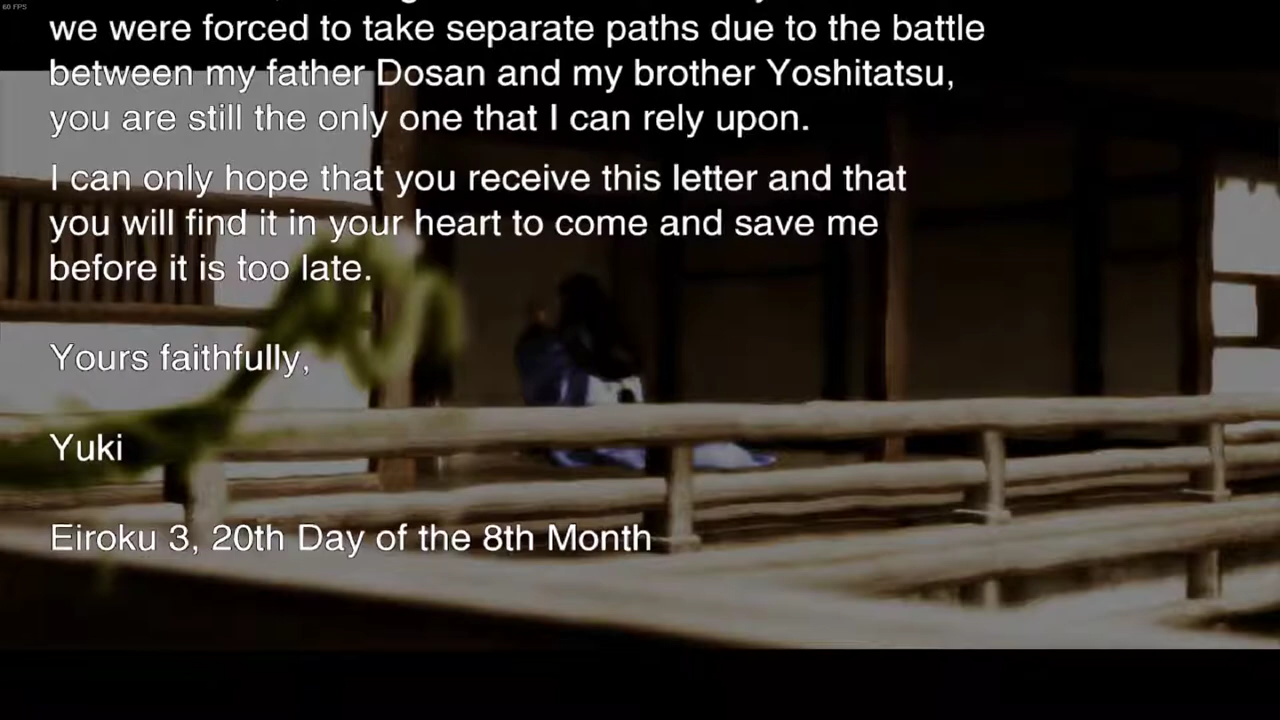 60 FPS
we were forced to take separate paths due to the battle
between my father Dosan and my brother Yoshitatsu,
you are still the only one that I can rely upon.
I can only hope that you receive this letter and that
you will find it in your heart to come and save me
before it is too late.
Yours faithfully,
Yuki
Eiroku 3, 20th Day of the 8th Month